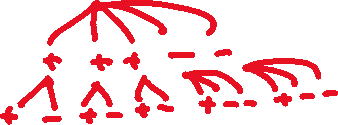 + + + - -
+ - + - + - + - - + - -